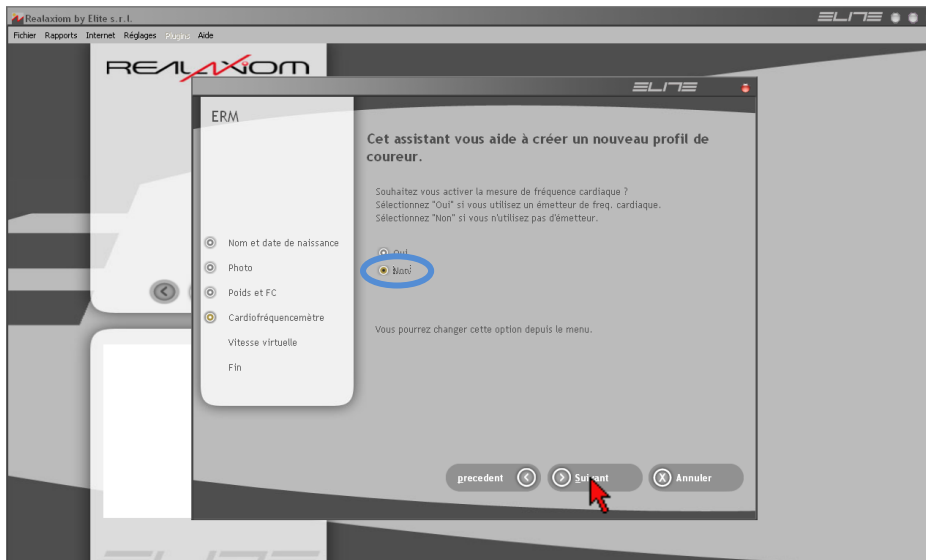 Realaxiom by Elite s.r.l.
ELITE
Fichier Rapports Internet Réglages Plugins Aide
REALAXIOM
ELITE
ERM
Cet assistant vous aide à créer un nouveau profil de
coureur.
Souhaitez vous activer la mesure de fréquence cardiaque ?
Sélectionnez "Oui" si vous utilisez un émetteur de freq. cardiaque.
Sélectionnez "Non" si vous n'utilisez pas d'émetteur.
Nom et date de naissance
Photo
Poids et FC
Cardiofréquencemètre
Vitesse virtuelle
Fin
Oui
Non
Vous pourrez changer cette option depuis le menu.
precedent Suivant Annuler